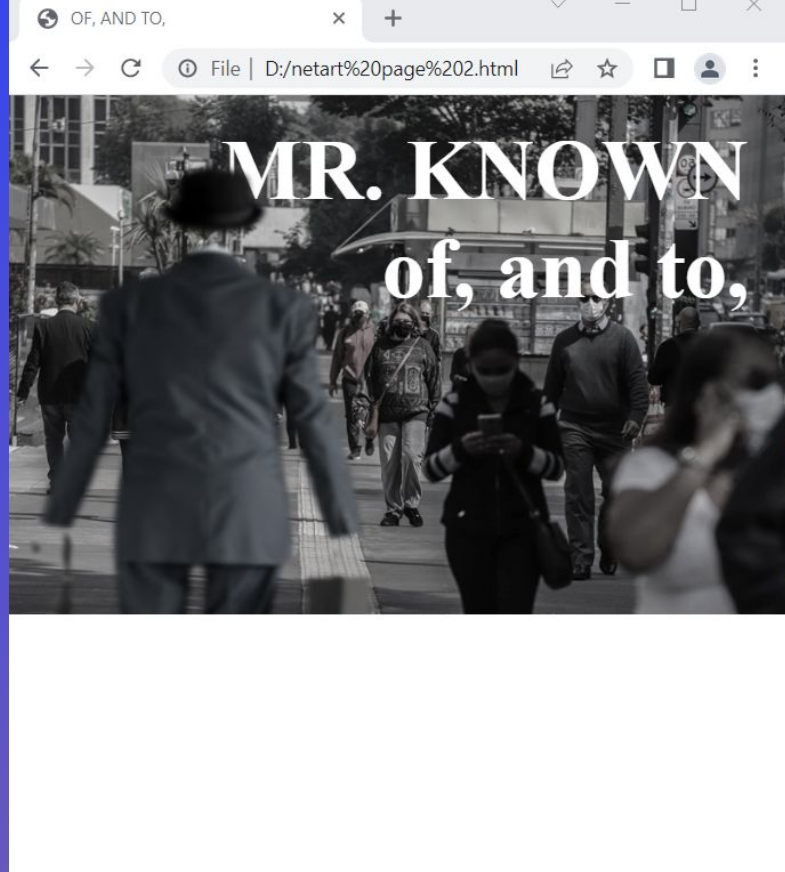 OF, AND TO,
File | D:/netart%20page%202.html
MR. KNOWN
of, and to,